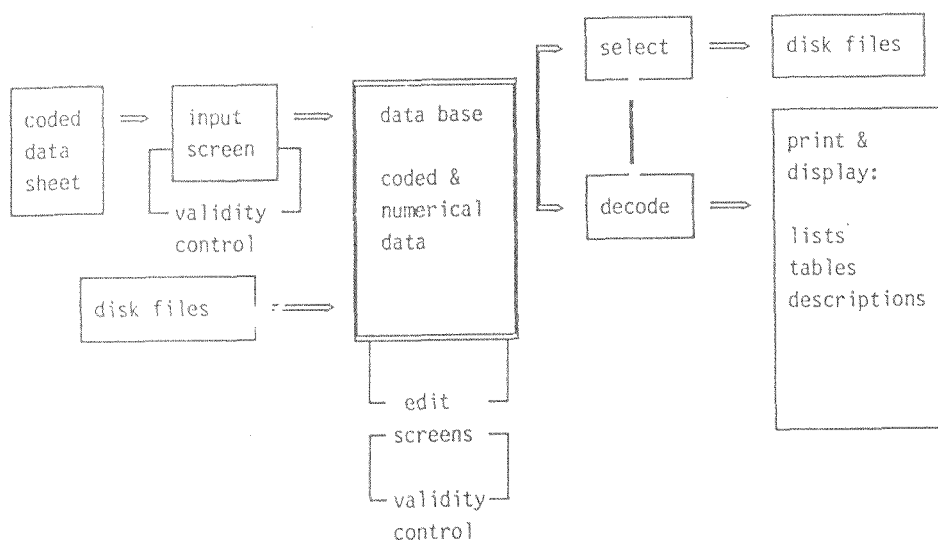 coded
data
sheet
input
screen
validity
control
disk files
data base
coded &
numerical
data
edit
screens
validity
control
select
decode
disk files
print &
display:
lists
tables
descriptions